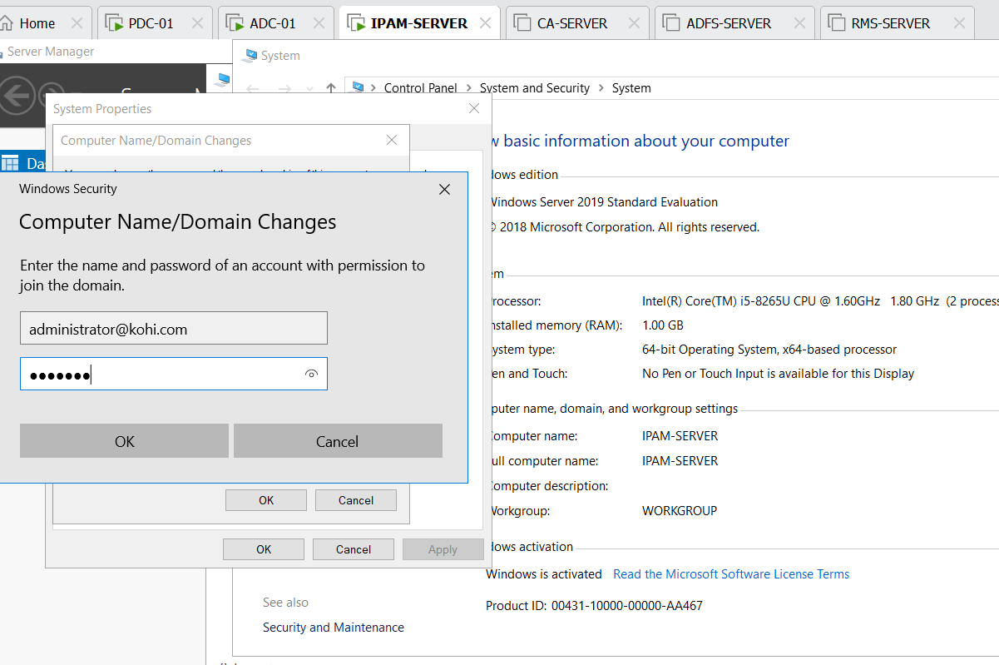 Home
PDC-01
ADC-01
IPAM-SERVER
CA-SERVER
ADFS-SERVER
RMS-SERVER
Server Manager
System
Control Panel > System and Security > System
System Properties
Computer Name/Domain Changes
w basic information about your computer
Da
Windows Security
Computer Name/Domain Changes
Enter the name and password of an account with permission to
join the domain.
administrator@kohi.com
OK
Cancel
OK
Cancel
OK
Cancel
Apply
dows edition
Windows Server 2019 Standard Evaluation
© 2018 Microsoft Corporation. All rights reserved.
em
rocessor:
Intel(R) Core(TM) i5-8265U CPU @ 1.60GHz 1.80 GHz (2 process
nstalled memory (RAM):
1.00 GB
ystem type:
64-bit Operating System, x64-based processor
en and Touch:
No Pen or Touch Input is available for this Display
puter name, domain, and workgroup settings
omputer name:
IPAM-SERVER
ull computer name:
IPAM-SERVER
omputer description:
Workgroup:
WORKGROUP
dows activation
Windows is activated Read the Microsoft Software License Terms
Product ID: 00431-10000-00000-AA467
See also
Security and Maintenance